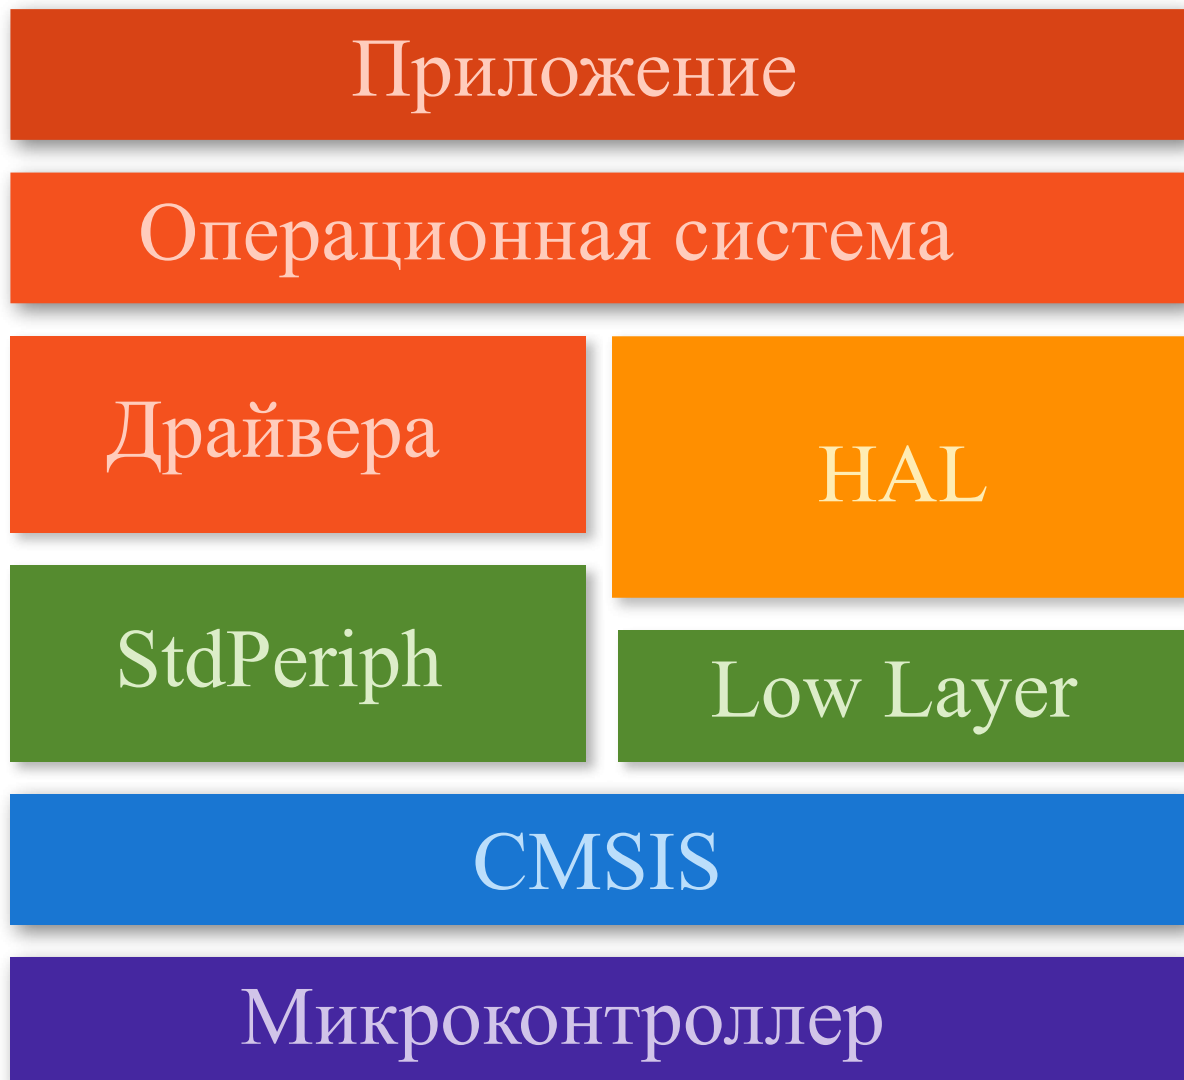 Приложение
Операционная система
Драйвера
HAL
StdPeriph
Low Layer
CMSIS
Микроконтроллер